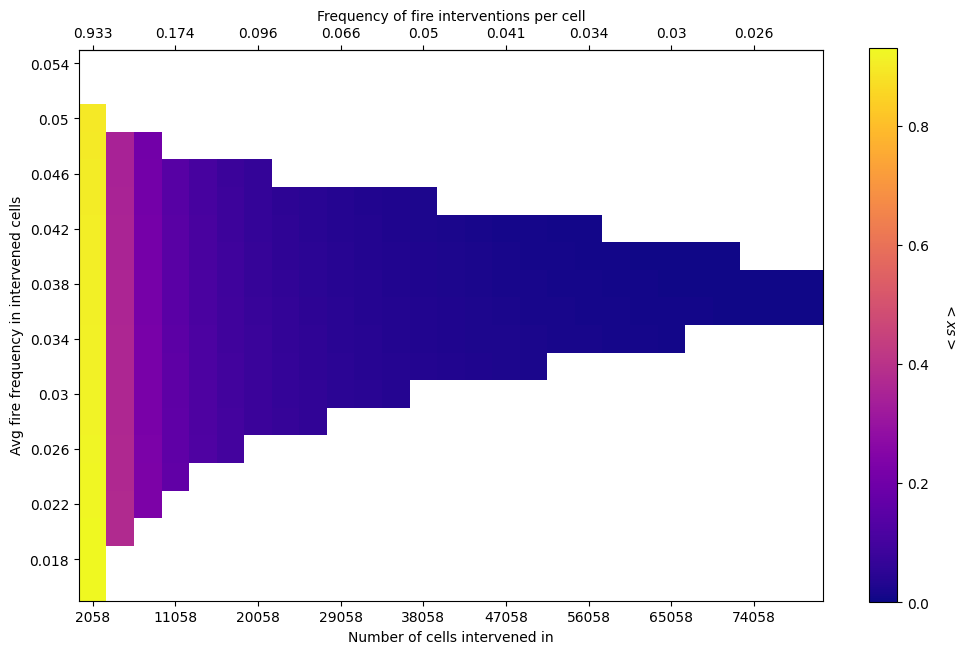 Frequency of fire interventions per cell
0.933 0.174 0.096 0.066 0.05 0.041 0.034 0.03 0.026
0.054
0.05
0.046
0.042
0.038
0.034
0.03
0.026
0.022
0.018
Avg fire frequency in intervened cells
2058 11058 20058 29058 38058 47058 56058 65058 74058
Number of cells intervened in
0.8
0.6
0.4
0.2
0.0
< sx >